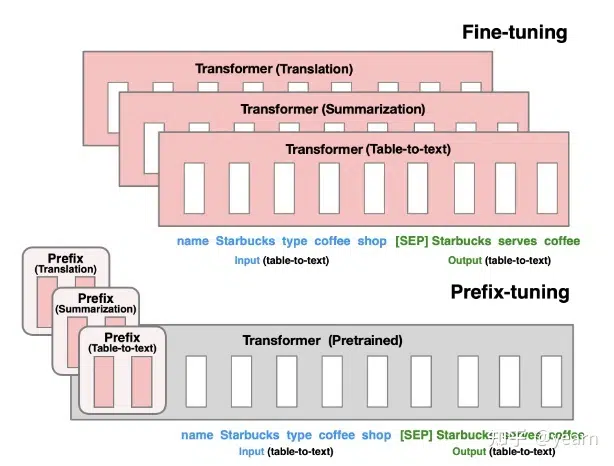 Fine-tuning
Transformer (Translation)
Transformer (Summarization)
Transformer (Table-to-text)
name Starbucks type coffee shop [SEP] Starbucks serves coffee
Input (table-to-text) Output (table-to-text)
Prefix-tuning
Prefix
(Translation)
Prefix
(Summarization)
Prefix
(Table-to-text)
Transformer (Pretrained)
name Starbucks type coffee shop [SEP] Starbucks serves coffee
Input (table-to-text) Output (table-to-text)
知乎 @yearn